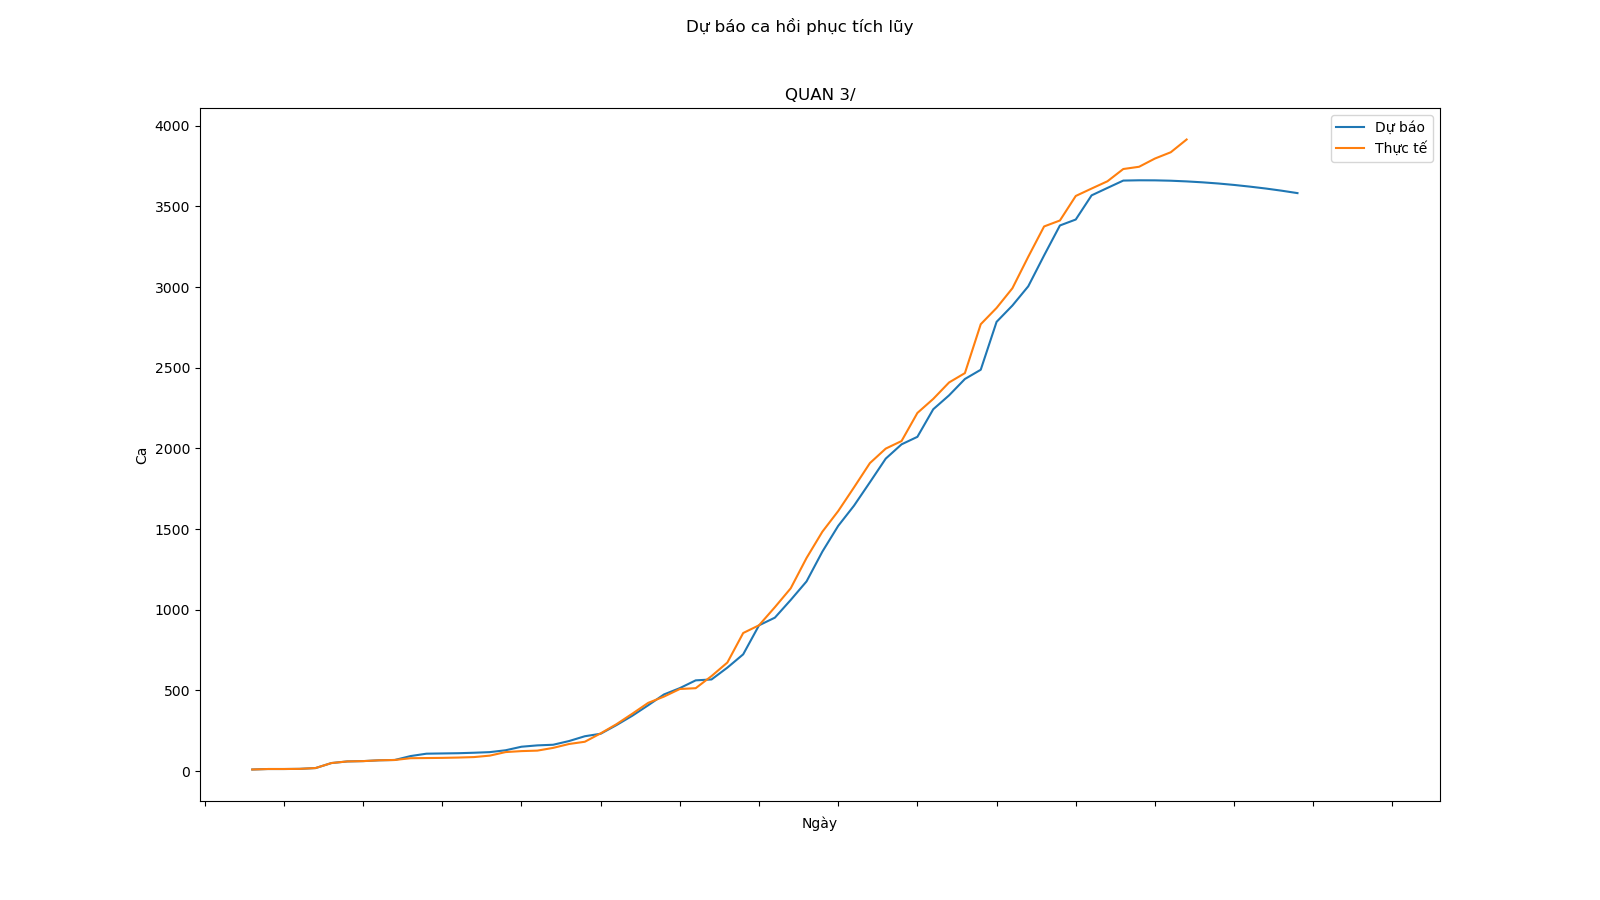 Dự báo ca hồi phục tích lũy
QUAN 3/
4000
3500
3000
2500
2000
1500
1000
500
0
Ca
Ngày
Dự báo
Thực tế